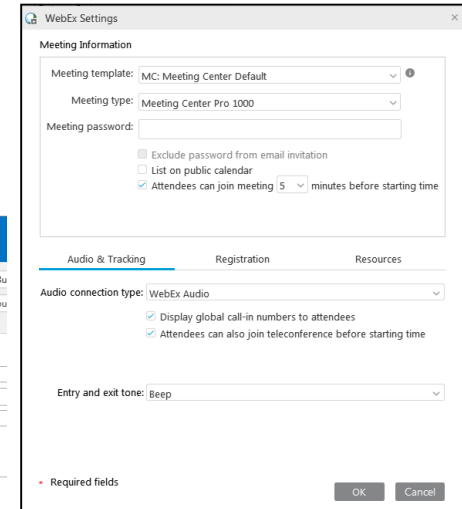 WebEx Settings
Meeting Information
Meeting template: MC: Meeting Center Default
Meeting type: Meeting Center Pro 1000
Meeting password:
Exclude password from email invitation
List on public calendar
Attendees can join meeting 5 minutes before starting time
Audio & Tracking Registration Resources
Audio connection type: WebEx Audio
Display global call-in numbers to attendees
Attendees can also join teleconference before starting time
Entry and exit tone: Beep
Required fields
OK Cancel